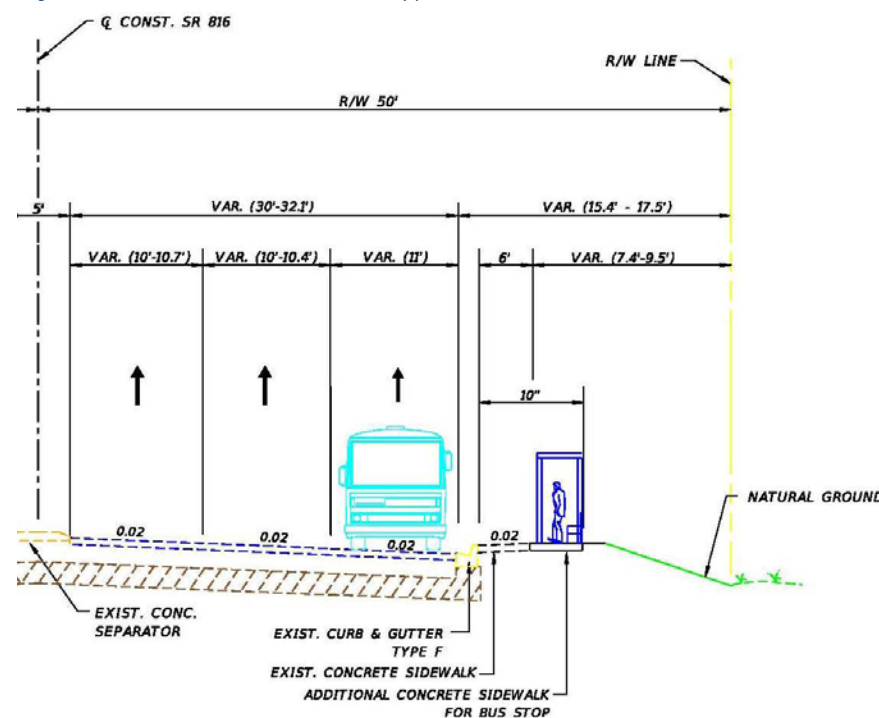 ℄ CONST. SR 816
R/W LINE
R/W 50'
5'
VAR. (30'-32.1')
VAR. (15.4' - 17.5')
VAR. (10'-10.7')
VAR. (10'-10.4')
VAR. (11')
6'
VAR. (7.4'-9.5')
10"
NATURAL GROUND
0.02
0.02
0.02
0.02
EXIST. CONC.
SEPARATOR
EXIST. CURB & GUTTER
TYPE F
EXIST. CONCRETE SIDEWALK
ADDITIONAL CONCRETE SIDEWALK
FOR BUS STOP